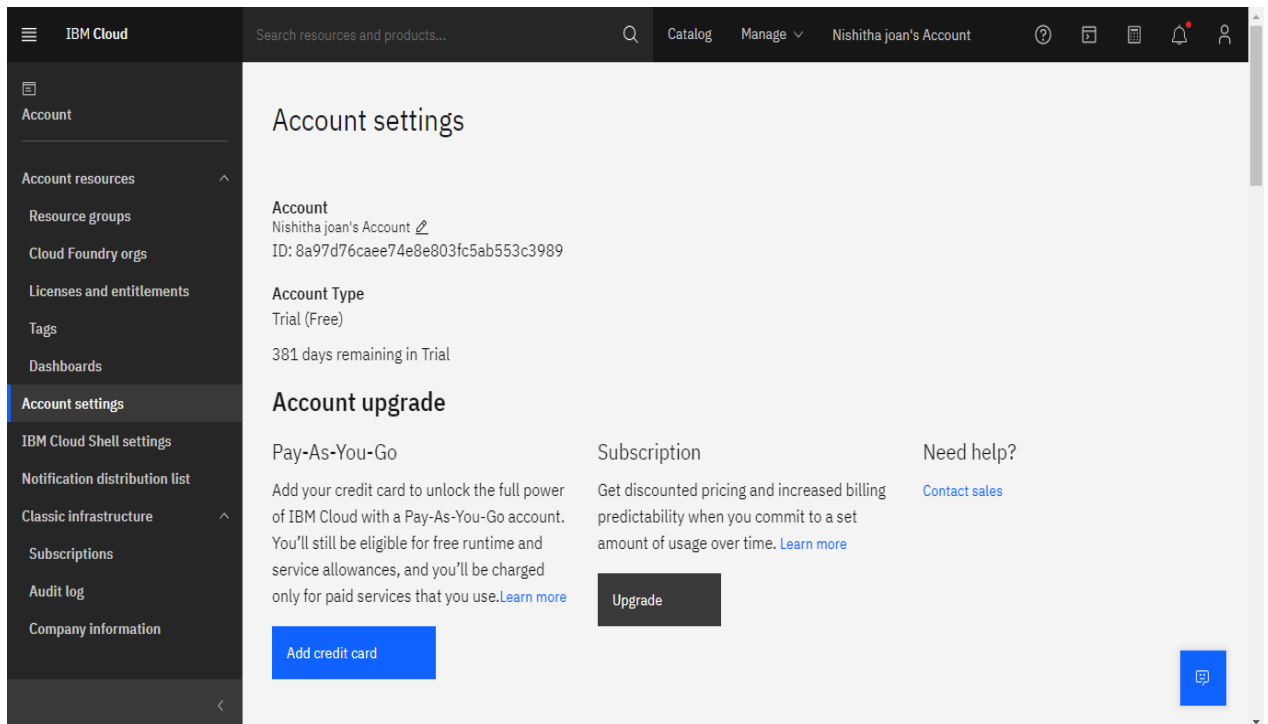 IBM Cloud
Search resources and products...
Catalog
Manage
Nishitha joan's Account
Account
Account resources
Resource groups
Cloud Foundry orgs
Licenses and entitlements
Tags
Dashboards
Account settings
IBM Cloud Shell settings
Notification distribution list
Classic infrastructure
Subscriptions
Audit log
Company information
Account settings
Account
Nishitha joan's Account
ID: 8a97d76caee74e8e803fc5ab553c3989
Account Type
Trial (Free)
381 days remaining in Trial
Account upgrade
Pay-As-You-Go
Add your credit card to unlock the full power
of IBM Cloud with a Pay-As-You-Go account.
You’ll still be eligible for free runtime and
service allowances, and you’ll be charged
only for paid services that you use.Learn more
Add credit card
Subscription
Get discounted pricing and increased billing
predictability when you commit to a set
amount of usage over time. Learn more
Upgrade
Need help?
Contact sales